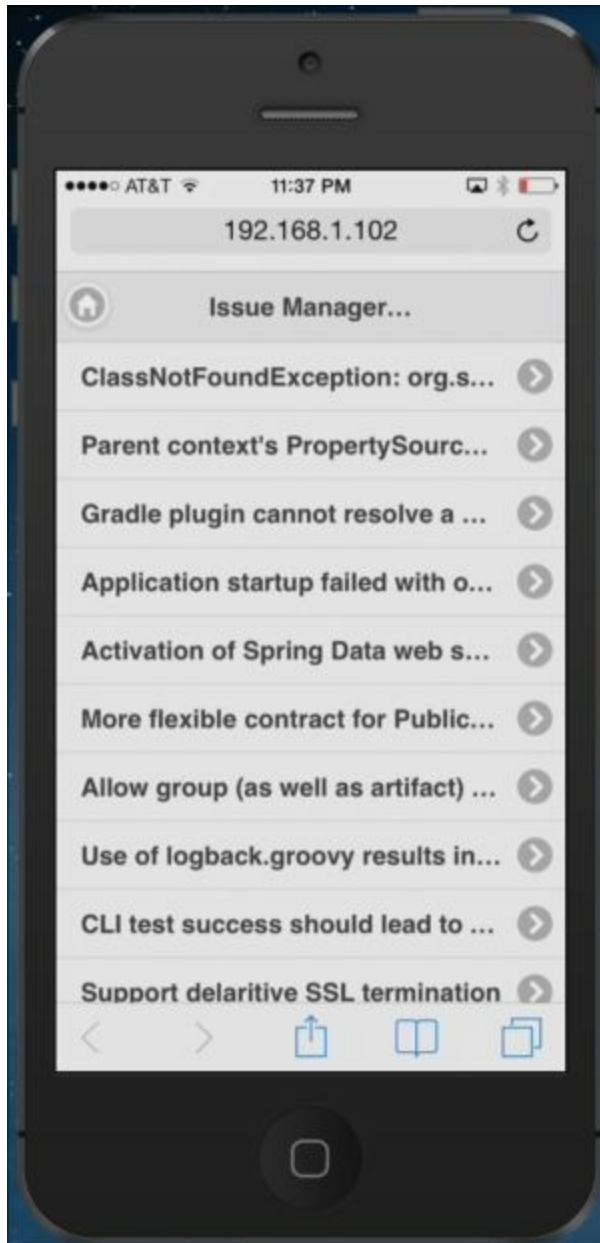 AT&T 11:37 PM
192.168.1.102
Issue Manager...
ClassNotFoundException: org.s...
Parent context's PropertySourc...
Gradle plugin cannot resolve a ...
Application startup failed with o...
Activation of Spring Data web s...
More flexible contract for Public...
Allow group (as well as artifact) ...
Use of logback.groovy results in...
CLI test success should lead to ...
Support delaritive SSL termination